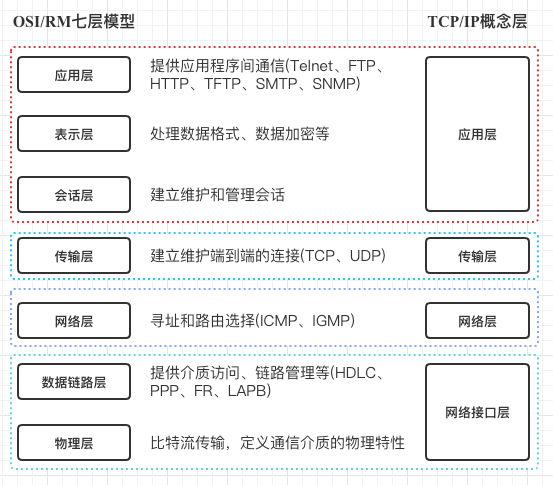 OSI/RM七层模型
TCP/IP概念层
应用层
提供应用程序间通信(Telnet、FTP、
HTTP、TFTP、SMTP、SNMP)
表示层
处理数据格式、数据加密等
应用层
会话层
建立维护和管理会话
传输层
建立维护端到端的连接(TCP、UDP)
传输层
网络层
寻址和路由选择(ICMP、IGMP)
网络层
数据链路层
提供介质访问、链路管理等(HDLC、
PPP、FR、LAPB)
网络接口层
物理层
比特流传输，定义通信介质的物理特性